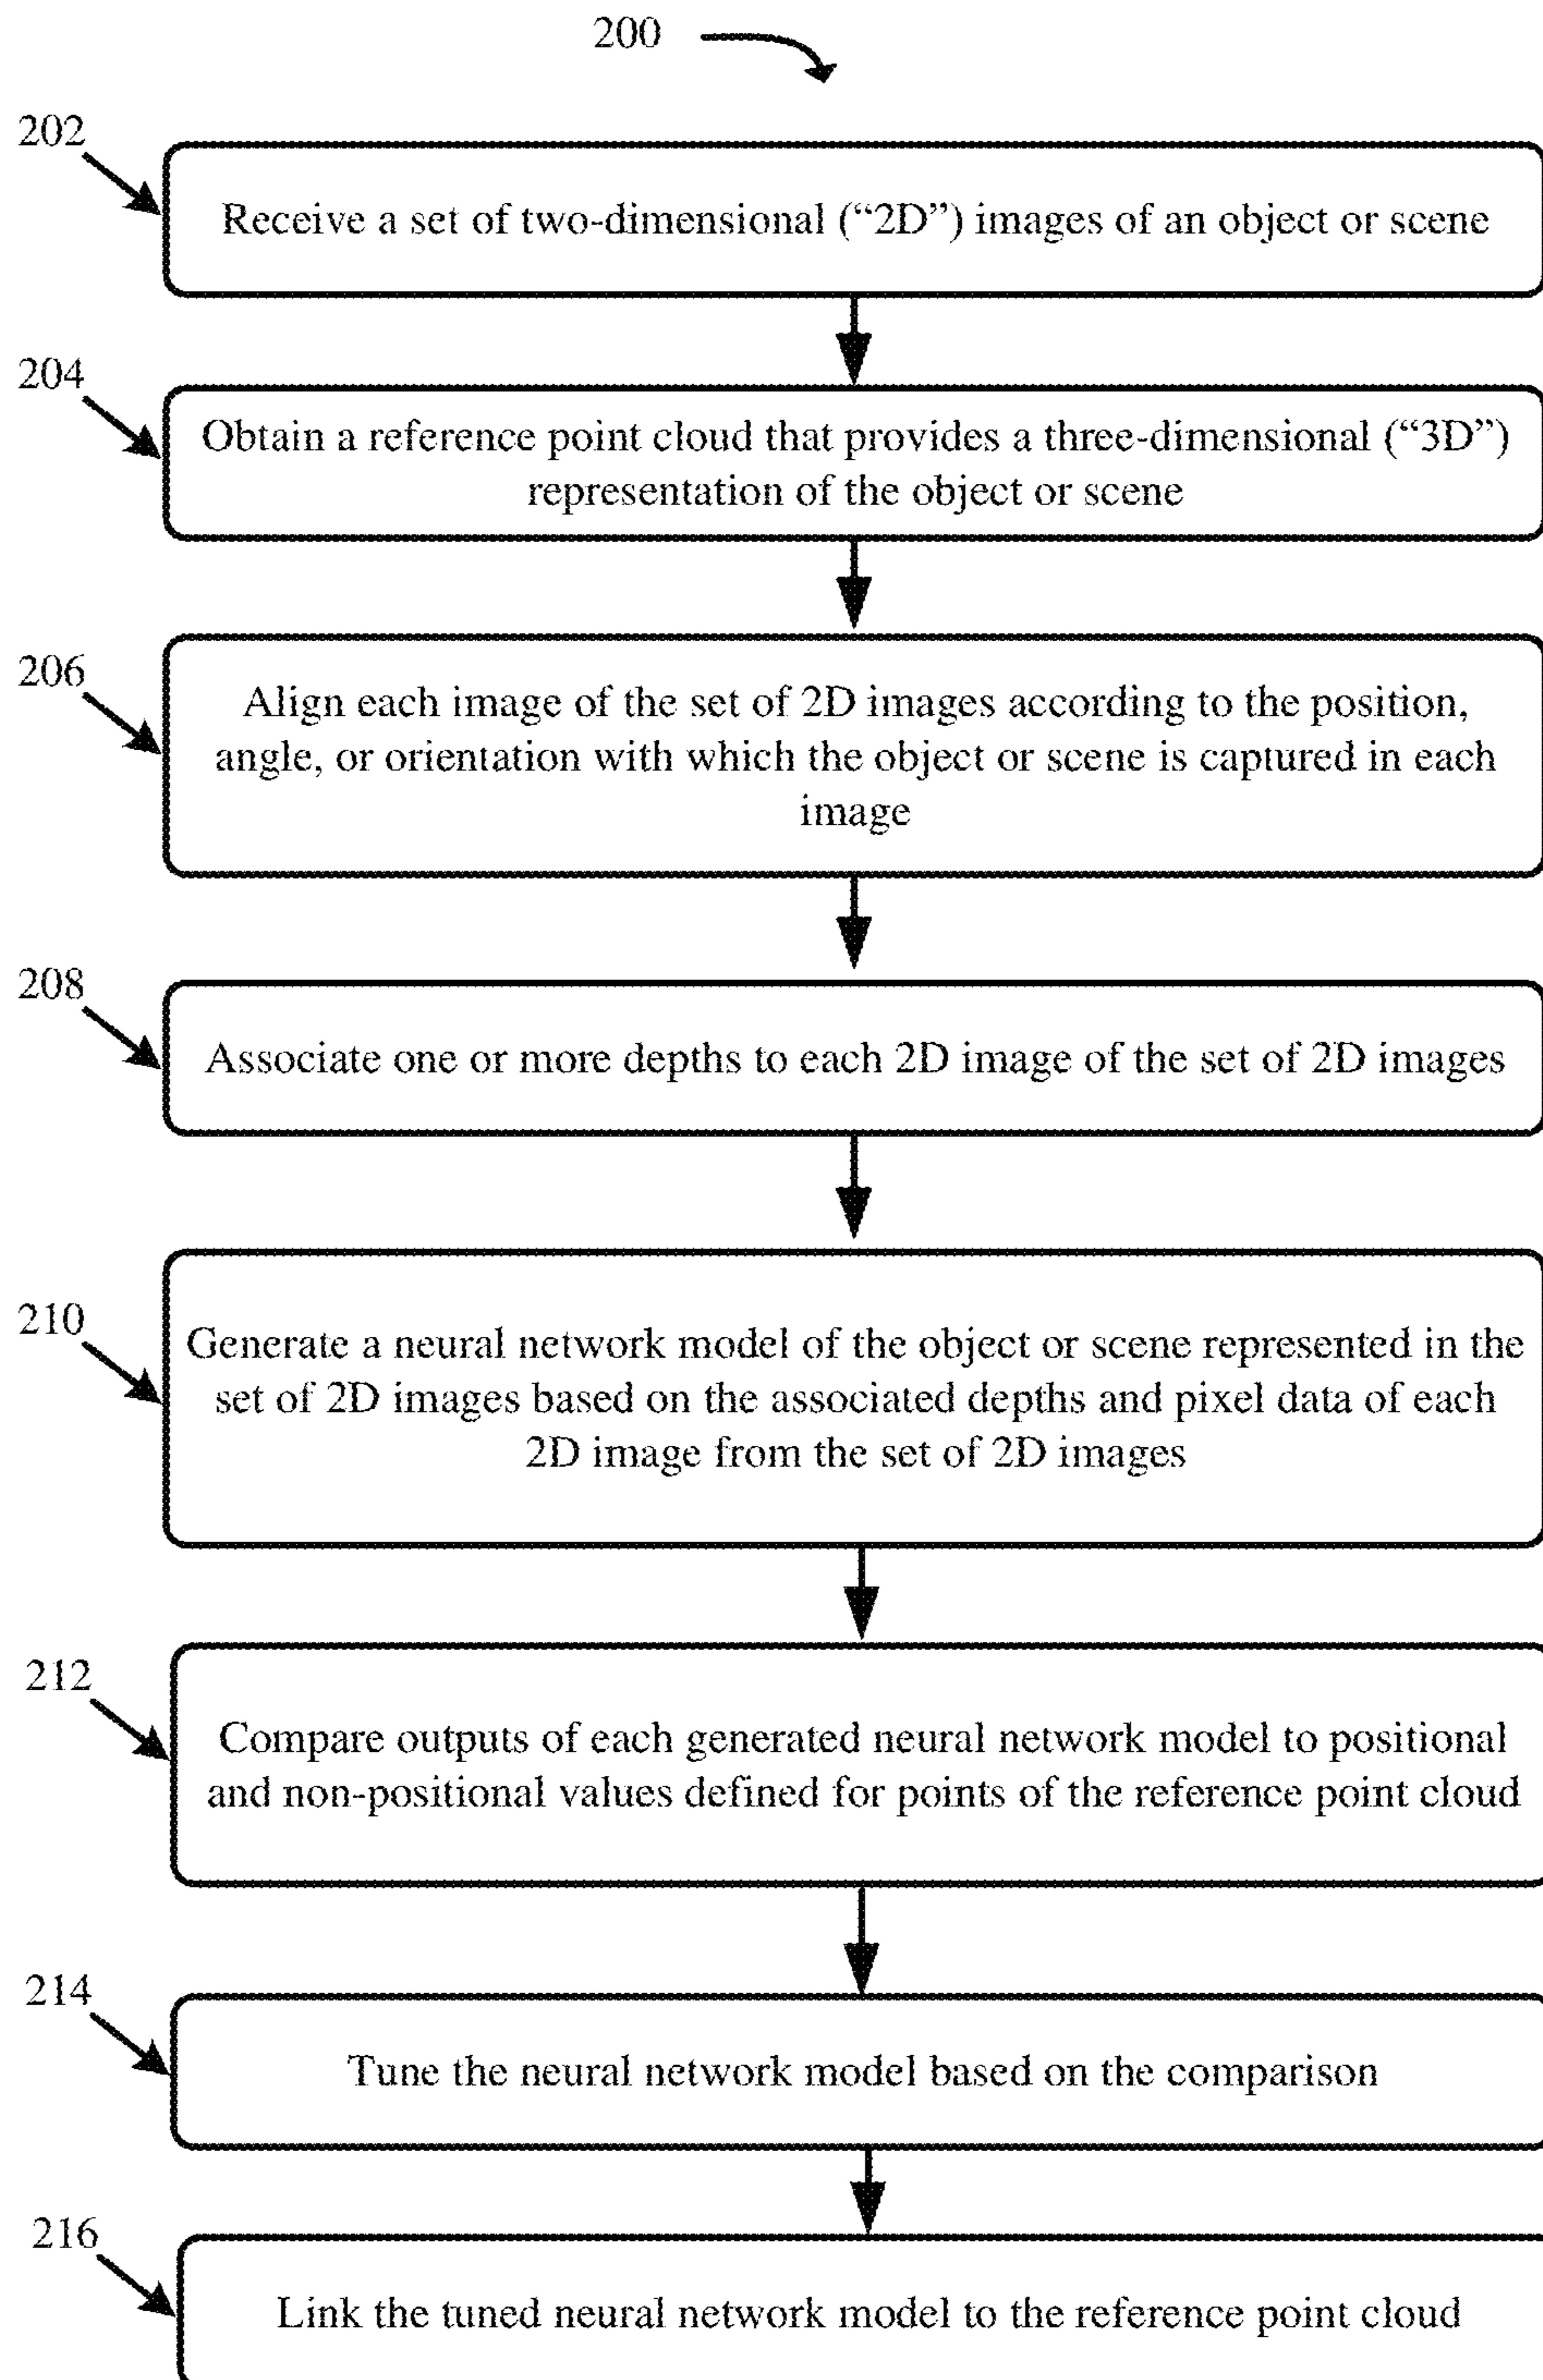 200
202
Receive a set of two-dimensional (“2D”) images of an object or scene
204
Obtain a reference point cloud that provides a three-dimensional (“3D”)
representation of the object or scene
206
Align each image of the set of 2D images according to the position,
angle, or orientation with which the object or scene is captured in each
image
208
Associate one or more depths to each 2D image of the set of 2D images
210
Generate a neural network model of the object or scene represented in the
set of 2D images based on the associated depths and pixel data of each
2D image from the set of 2D images
212
Compare outputs of each generated neural network model to positional
and non-positional values defined for points of the reference point cloud
214
Tune the neural network model based on the comparison
216
Link the tuned neural network model to the reference point cloud